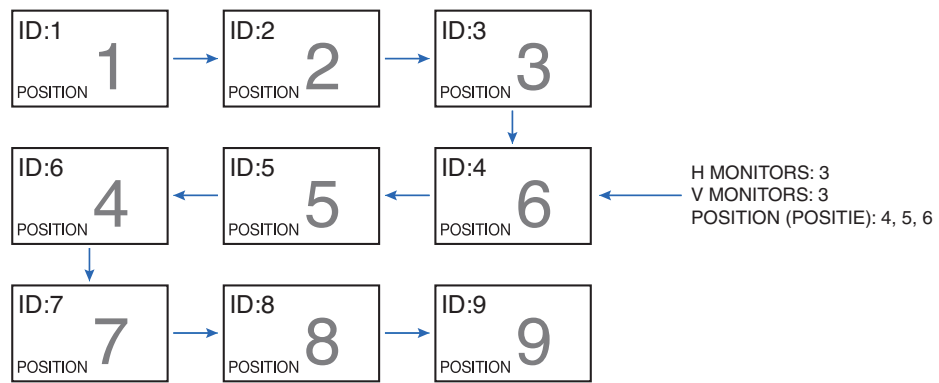 ID:1
1
POSITION
ID:2
2
POSITION
ID:3
3
POSITION
ID:6
4
POSITION
ID:5
5
POSITION
ID:4
6
POSITION
H MONITORS: 3
V MONITORS: 3
POSITION (POSITIE): 4, 5, 6
ID:7
7
POSITION
ID:8
8
POSITION
ID:9
9
POSITION